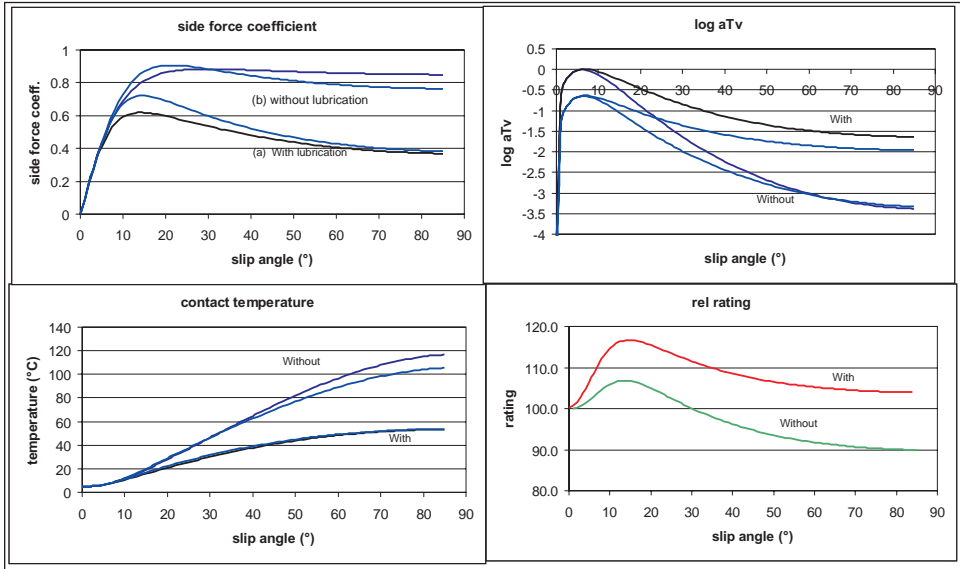 side force coefficient
side force coeff.
1
0.8
0.6
0.4
0.2
0
(b) without lubrication
(a) With lubrication
0 10 20 30 40 50 60 70 80 90
slip angle (°)
log aTv
log aTv
0.5
0
-0.5
-1
-1.5
-2
-2.5
-3
-3.5
-4
0 10 20 30 40 50 60 70 80 90
With
Without
slip angle (°)
contact temperature
temperature (°C)
140
120
100
80
60
40
20
0
Without
With
0 10 20 30 40 50 60 70 80 90
slip angle (°)
rel rating
rating
120.0
110.0
100.0
90.0
80.0
With
Without
0 10 20 30 40 50 60 70 80 90
slip angle (°)